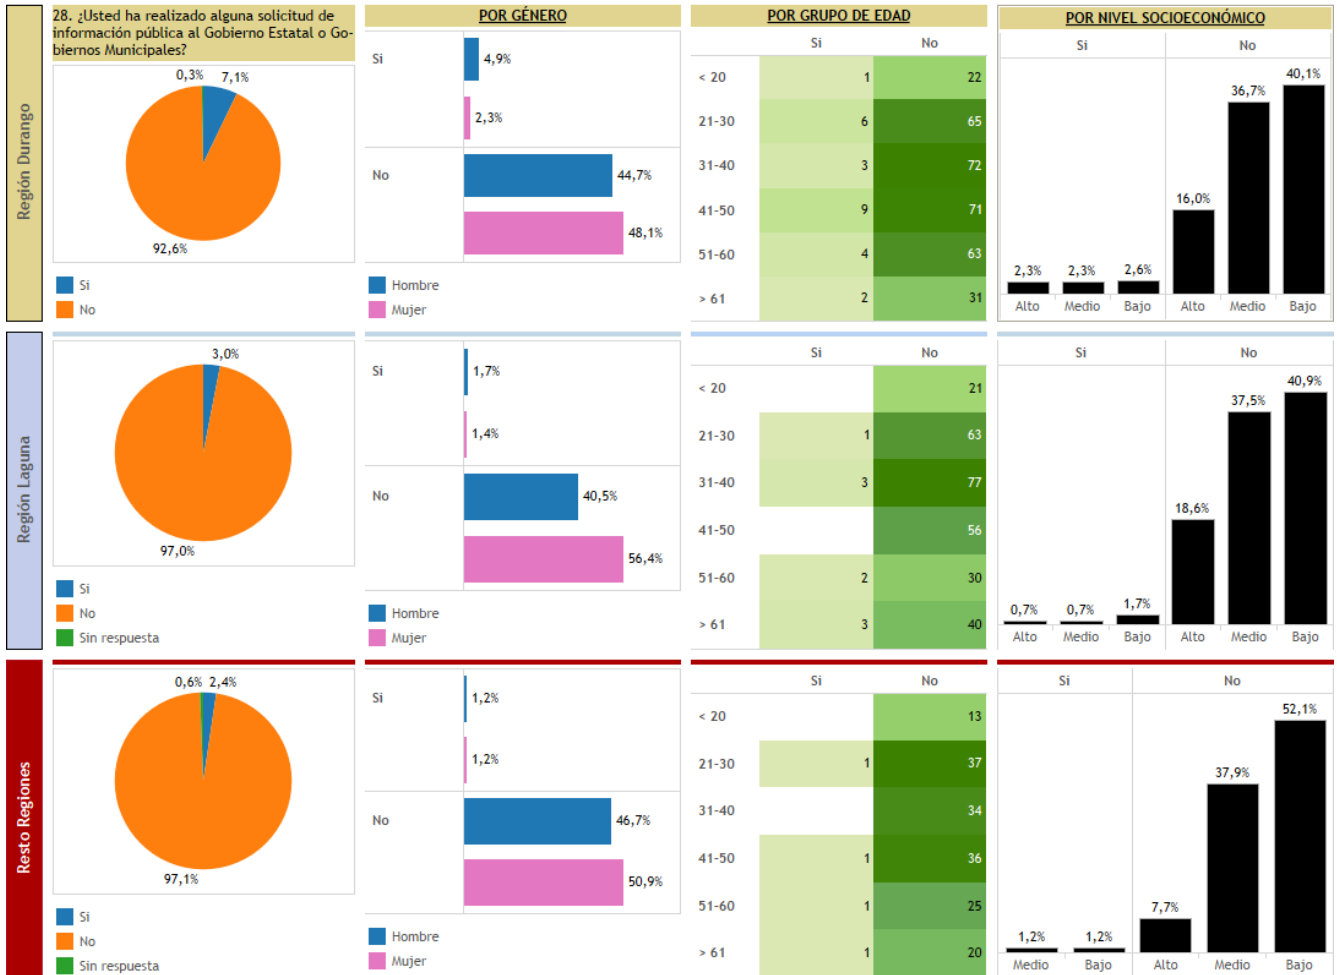 28. ¿Usted ha realizado alguna solicitud de
información pública al Gobierno Estatal o Go-
biernos Municipales?
POR GÉNERO
POR GRUPO DE EDAD
POR NIVEL SOCIOECONÓMICO
Región Durango
0,3% 7,1%
92,6%
Si
No
Si
4,9%
2,3%
No
44,7%
48,1%
Hombre
Mujer
Si No
< 20 1 22
21-30 6 65
31-40 3 72
41-50 9 71
51-60 4 63
> 61 2 31
Si No
2,3% 2,3% 2,6% 16,0% 36,7% 40,1%
Alto Medio Bajo Alto Medio Bajo
Región Laguna
3,0%
97,0%
Si
No
Sin respuesta
Si
1,7%
1,4%
No
40,5%
56,4%
Hombre
Mujer
Si No
< 20 21
21-30 1 63
31-40 3 77
41-50 56
51-60 2 30
> 61 3 40
Si No
0,7% 0,7% 1,7% 18,6% 37,5% 40,9%
Alto Medio Bajo Alto Medio Bajo
Resto Regiones
0,6% 2,4%
97,1%
Si
No
Sin respuesta
Si
1,2%
1,2%
No
46,7%
50,9%
Hombre
Mujer
Si No
< 20 13
21-30 1 37
31-40 34
41-50 1 36
51-60 1 25
> 61 1 20
Si No
1,2% 1,2% 7,7% 37,9% 52,1%
Medio Bajo Alto Medio Bajo